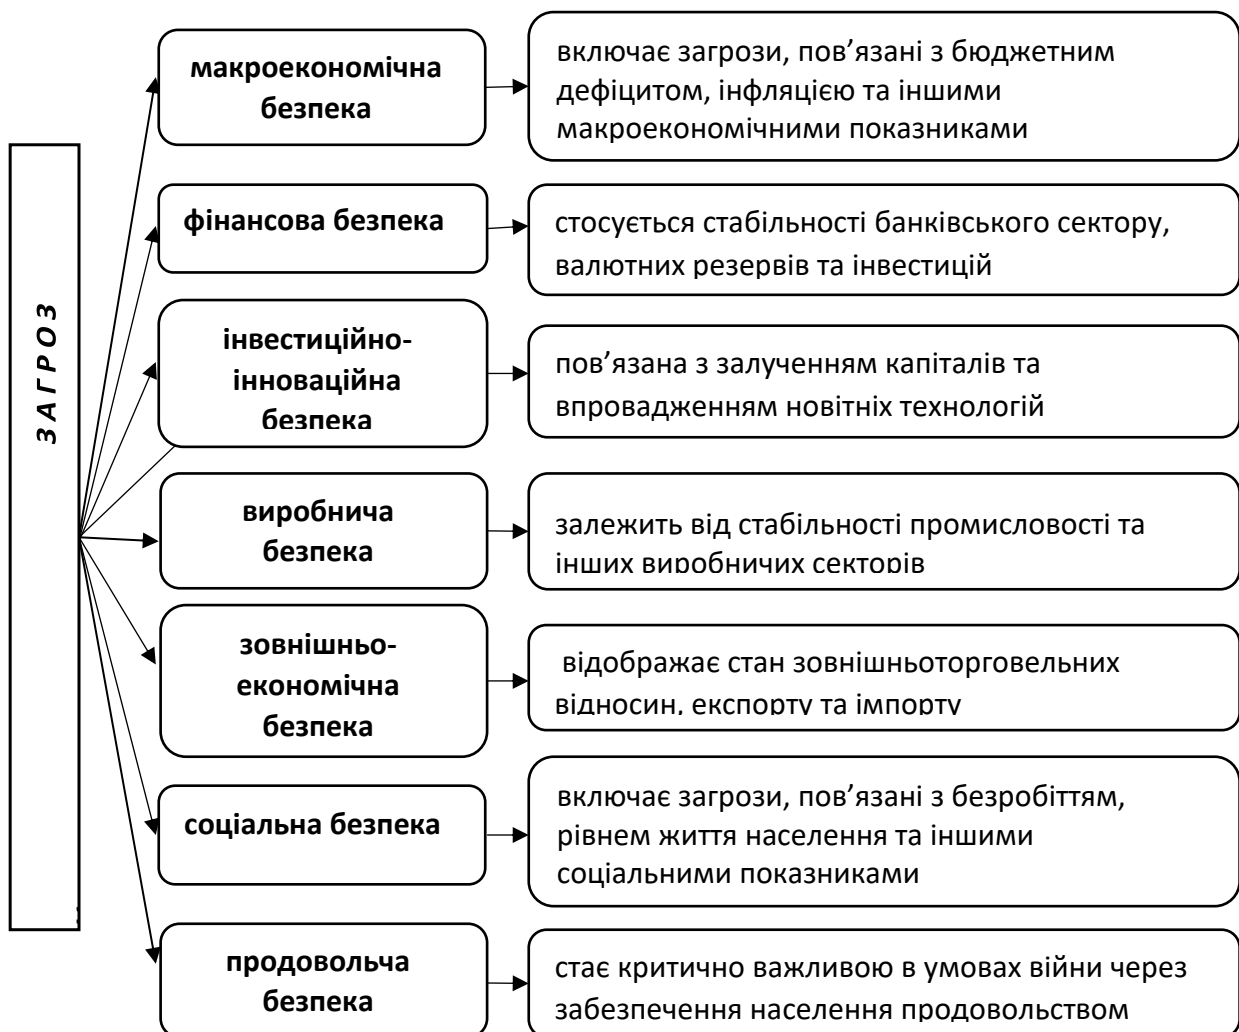 ЗАГРОЗ
макроекономічна
безпека
включає загрози, пов’язані з бюджетним
дефіцитом, інфляцією та іншими
макроекономічними показниками
фінансова безпека
стосується стабільності банківського сектору,
валютних резервів та інвестицій
інвестиційно-
інноваційна
безпека
пов’язана з залученням капіталів та
впровадженням новітніх технологій
виробнича
безпека
залежить від стабільності промисловості та
інших виробничих секторів
зовнішньо-
економічна
безпека
відображає стан зовнішньоторговельних
відносин, експорту та імпорту
соціальна безпека
включає загрози, пов’язані з безробіттям,
рівнем життя населення та іншими
соціальними показниками
продовольча
безпека
стає критично важливою в умовах війни через
забезпечення населення продовольством